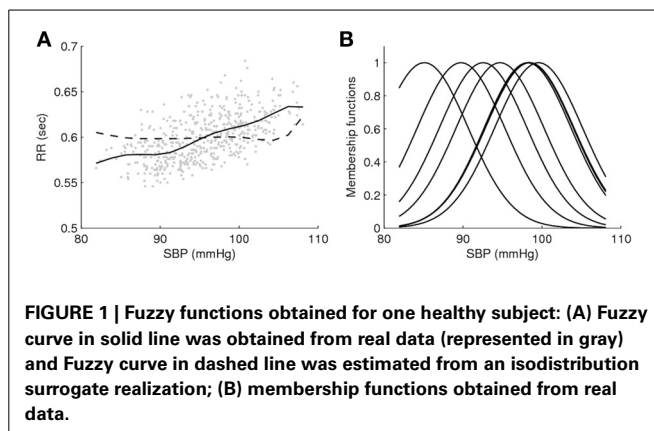 A
B
0.7
0.65
0.6
0.55
0.5
RR (sec)
80
90
100
110
SBP (mmHg)
1
0.8
0.6
0.4
0.2
0
Membership functions
80
90
100
110
SBP (mmHg)
FIGURE 1 | Fuzzy functions obtained for one healthy subject: (A) Fuzzy
curve in solid line was obtained from real data (represented in gray)
and Fuzzy curve in dashed line was estimated from an isodistribution
surrogate realization; (B) membership functions obtained from real
data.